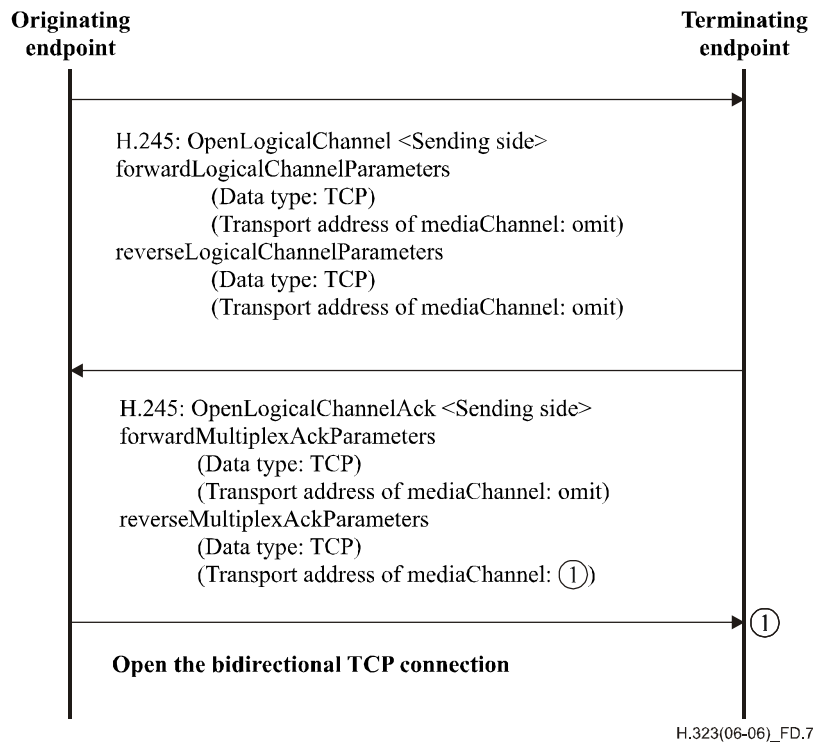 Originating
endpoint
Terminating
endpoint
H.245: OpenLogicalChannel <Sending side>
forwardLogicalChannelParameters
(Data type: TCP)
(Transport address of mediaChannel: omit)
reverseLogicalChannelParameters
(Data type: TCP)
(Transport address of mediaChannel: omit)
H.245: OpenLogicalChannelAck <Sending side>
forwardMultiplexAckParameters
(Data type: TCP)
(Transport address of mediaChannel: omit)
reverseMultiplexAckParameters
(Data type: TCP)
(Transport address of mediaChannel: ①)
①
Open the bidirectional TCP connection
H.323(06-06)_FD.7